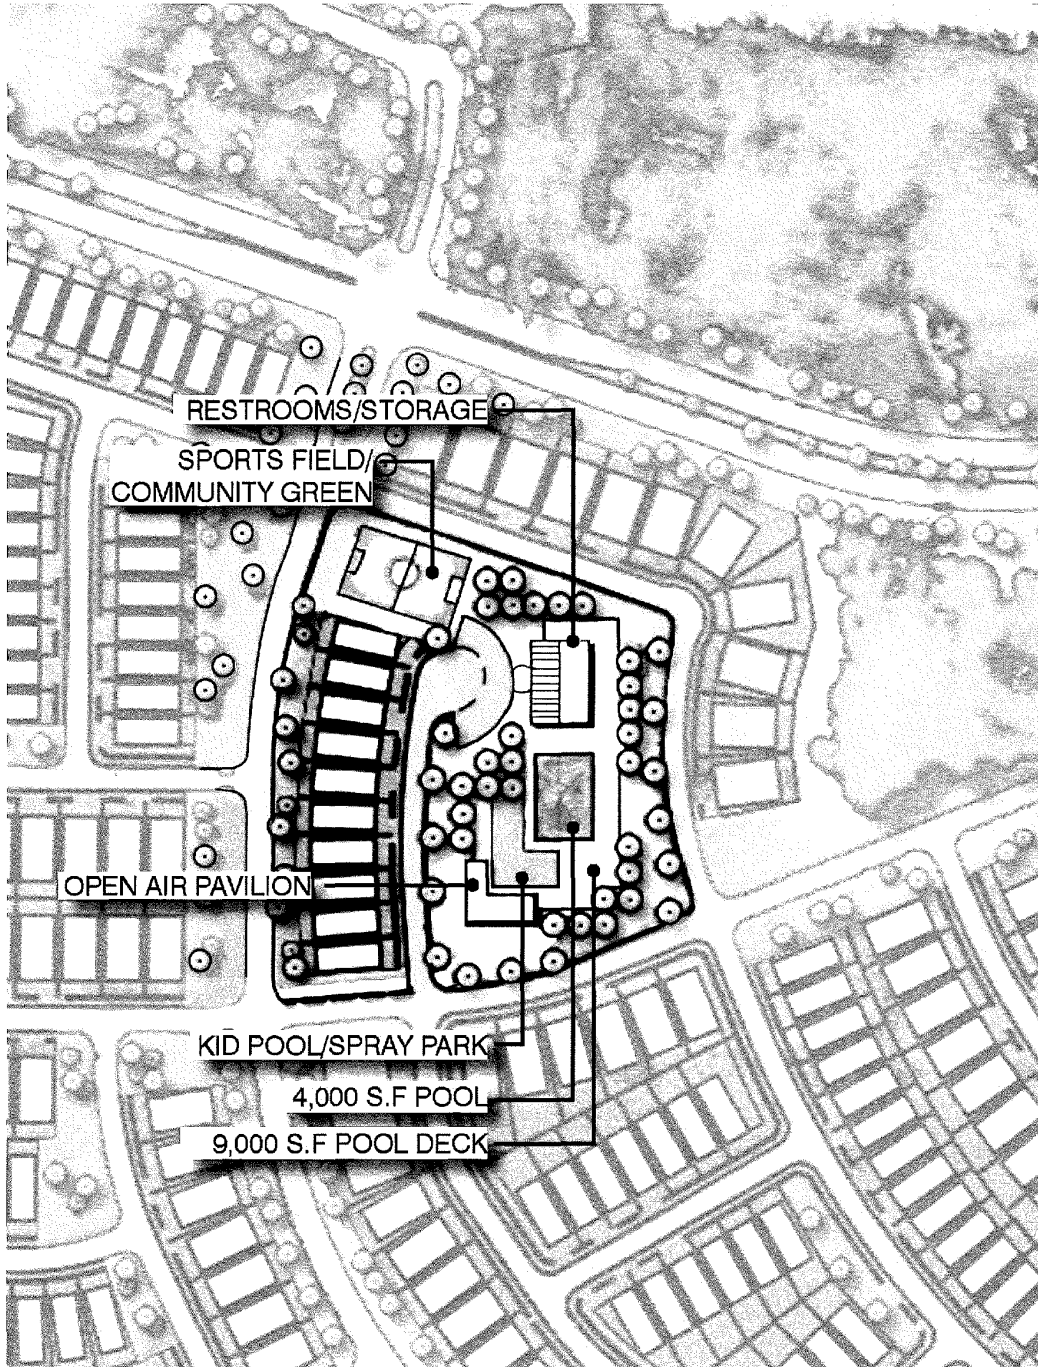 RESTROOMS/STORAGE
SPORTS FIELD/
COMMUNITY GREEN
OPEN AIR PAVILION
KID POOL/SPRAY PARK
4,000 S.F POOL
9,000 S.F POOL DECK